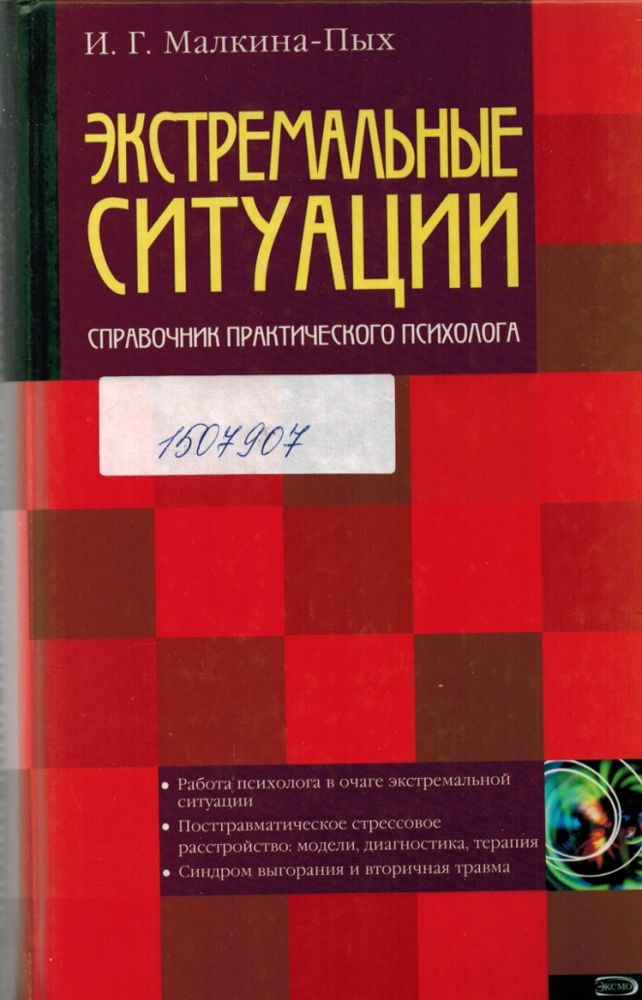 И. Г. Малкина-Пых
ЭКСТРЕМАЛЬНЫЕ
СИТУАЦИИ
СПРАВОЧНИК ПРАКТИЧЕСКОГО ПСИХОЛОГА
1507907
• Работа психолога в очаге экстремальной
ситуации
• Посттравматическое стрессовое
расстройство: модели, диагностика, терапия
• Синдром выгорания и вторичная травма
ЭКСМО